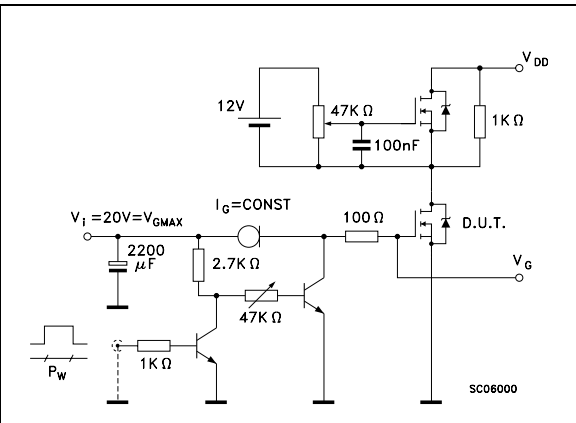 V_DD
12V
47K Ω
1K Ω
100nF
I_G=CONST
V_i =20V=V_GMAX
100 Ω
D.U.T.
2200
μF
2.7K Ω
V_G
47K Ω
1K Ω
P_W
SC06000